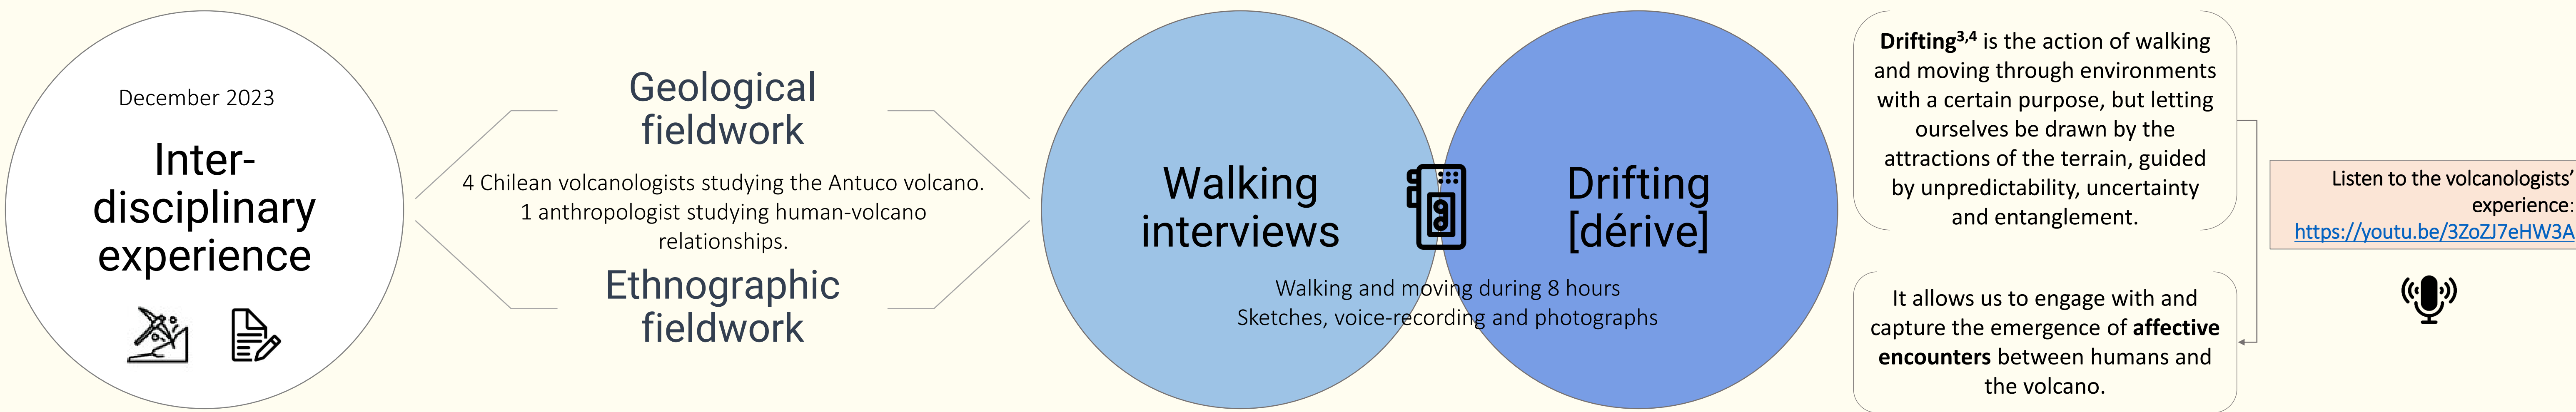 December 2023
Inter-
disciplinary
experience
Geological
fieldwork
4 Chilean volcanologists studying the Antuco volcano.
1 anthropologist studying human-volcano
relationships.
Ethnographic
fieldwork
Walking
interviews
Drifting
[dérive]
Walking and moving during 8 hours
Sketches, voice-recording and photographs
Drifting3,4 is the action of walking
and moving through environments
with a certain purpose, but letting
ourselves be drawn by the
attractions of the terrain, guided
by unpredictability, uncertainty
and entanglement.
It allows us to engage with and
capture the emergence of affective
encounters between humans and
the volcano.
Listen to the volcanologists’
experience:
https://youtu.be/3ZoZJ7eHW3A